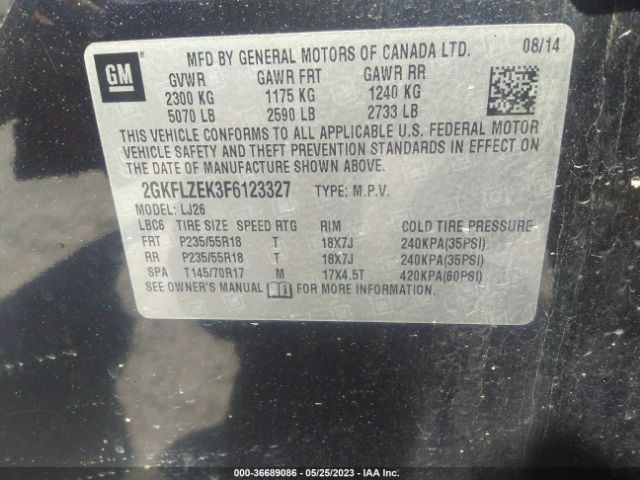 GM
MFD BY GENERAL MOTORS OF CANADA LTD. 08/14
GVWR GAWR FRT GAWR RR
2300 KG 1175 KG 1240 KG
5070 LB 2590 LB 2733 LB
THIS VEHICLE CONFORMS TO ALL APPLICABLE U.S. FEDERAL MOTOR
VEHICLE SAFETY AND THEFT PREVENTION STANDARDS IN EFFECT ON
THE DATE OF MANUFACTURE SHOWN ABOVE.
2GKFLZEK3F6123327 TYPE: M.P.V.
MODEL: LJ26
LBC6 TIRE SIZE SPEED RTG RIM COLD TIRE PRESSURE
FRT P235/55R18 T 18X7J 240KPA(35PSI)
RR P235/55R18 T 18X7J 240KPA(35PSI)
SPA T145/70R17 M 17X4.5T 420KPA(60PSI)
SEE OWNER'S MANUAL FOR MORE INFORMATION.
000-36689086 - 05/25/2023 - IAA Inc.